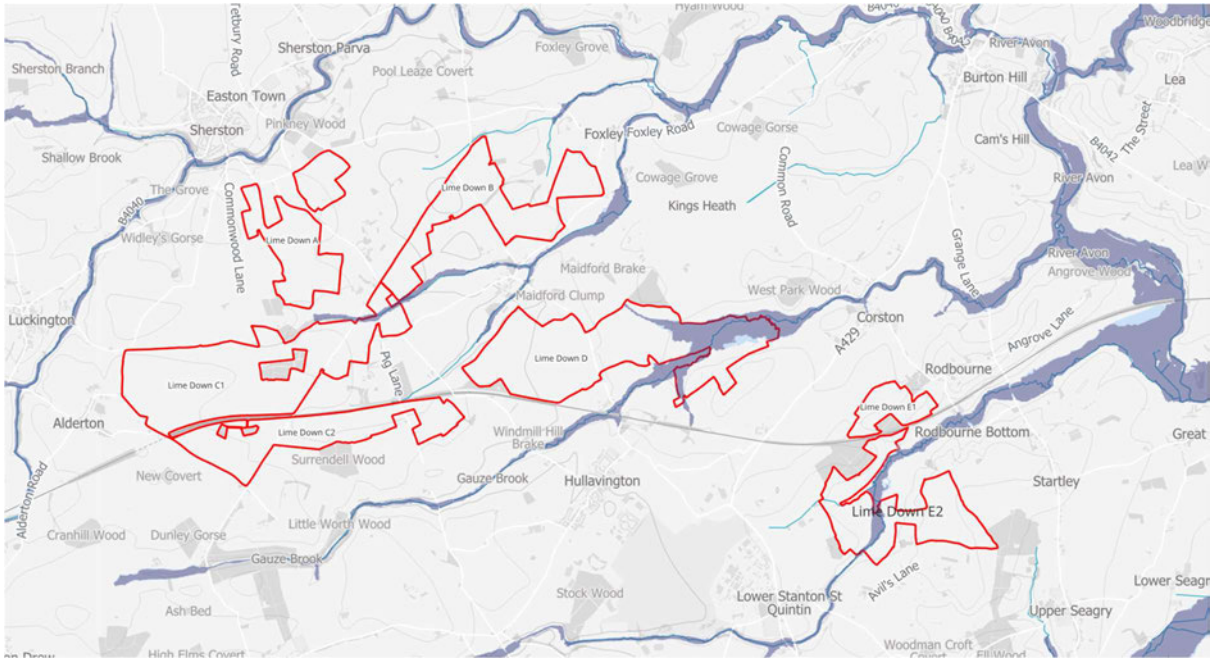 Tetbury Road
Sherston Parva
Foxley Grove
Hyam Wood
B4040
B4042
River Avon
Woodbridge
Sherston Branch
Pool Leaze Covert
Burton Hill
Lea
Easton Town
Pinkney Wood
Sherston
Foxley
Foxley Road
Cowage Gorse
Cam's Hill
The Street
B4042
Shallow Brook
Common Road
Cowage Grove
River Avon
The Grove
Commonwood Lane
Lime Down B
Kings Heath
B4040
Widley's Gorse
Lime Down A
Grange Lane
River Avon
Angrove Wood
Maidford Brake
Luckington
Maidford Clump
West Park Wood
Corston
Angrove Lane
A429
Lime Down D
Pig Lane
Rodbourne
Lime Down C1
Alderton
Lime Down E1
Lime Down C2
Windmill Hill
Brake
Rodbourne Bottom
Great
Surrendell Wood
New Covert
Gauze Brook
Hullavington
Startley
Alderton Road
Lime Down E2
Little Worth Wood
Cranhill Wood
Dunley Gorse
Gauze Brook
Avil's Lane
Lower Seagry
Stock Wood
Lower Stanton St
Quintin
Ash Bed
Upper Seagry
Woodman Croft
High Elms Covert
Ell Wood